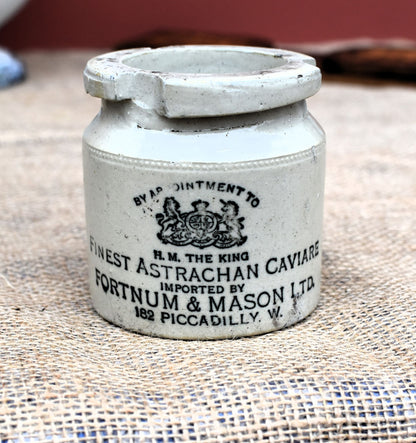 BY APPOINTMENT TO
H.M. THE KING
FINEST ASTRACHAN CAVIARE
IMPORTED BY
FORTNUM & MASON LTD.
182 PICCADILLY. W.